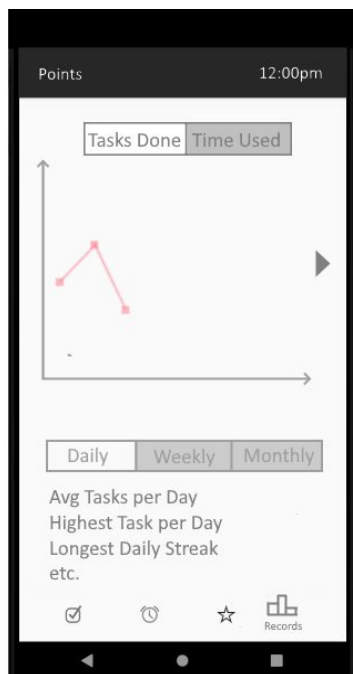 Points 12:00pm
Tasks Done Time Used
Daily Weekly Monthly
Avg Tasks per Day
Highest Task per Day
Longest Daily Streak
etc.
Records